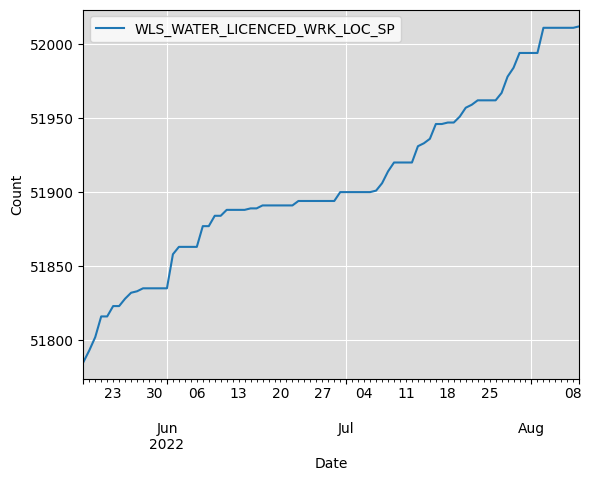 WLS_WATER_LICENCED_WRK_LOC_SP
52000
51950
51900
51850
51800
Count
23 30 06 13 20 27 04 11 18 25 08
Jun Jul Aug
2022
Date